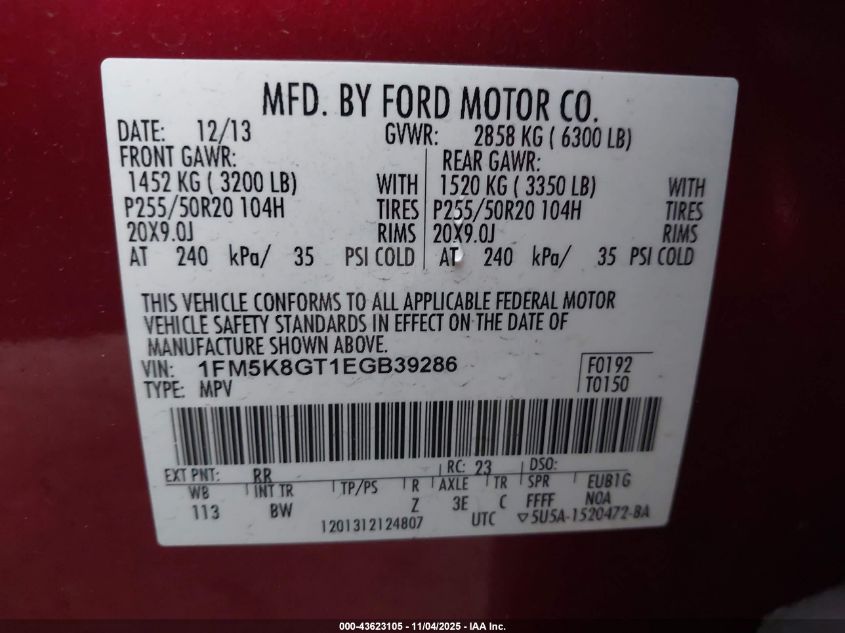 MFD. BY FORD MOTOR CO.
DATE: 12/13 GVWR: 2858 KG ( 6300 LB)
FRONT GAWR: REAR GAWR:
1452 KG ( 3200 LB) WITH 1520 KG ( 3350 LB) WITH
P255/50R20 104H TIRES P255/50R20 104H TIRES
20X9.0J RIMS 20X9.0J RIMS
AT 240 kPa/ 35 PSI COLD AT 240 kPa/ 35 PSI COLD
THIS VEHICLE CONFORMS TO ALL APPLICABLE FEDERAL MOTOR
VEHICLE SAFETY STANDARDS IN EFFECT ON THE DATE OF
MANUFACTURE SHOWN ABOVE.
1FM5K8GT1EGB39286 F0192
TYPE: MPV T0150
EXT PNT: RR RC: 23 DSO:
WB INT TR TP/PS R AXLE TR SPR EUB1G
113 BW Z 3E C FFFF NOA
1201312124807 UTC ▽5U5A-1520472-BA
000-43623105 - 11/04/2025 - IAA Inc.